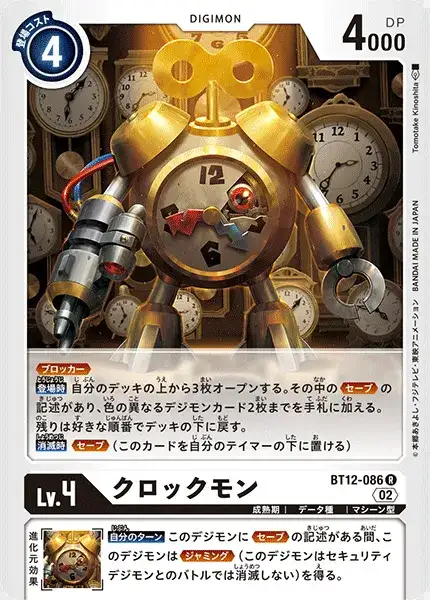 DIGIMON
登場コスト
4
4000
DP
12
6
Tomotake Kinoshita
©本郷あきよし・フジテレビ・東映アニメーション BANDAI MADE IN JAPAN
ブロッカー
登場時 自分のデッキの上から3枚オープンする。その中の セーブ の
記述があり、色の異なるデジモンカード2枚までを手札に加える。
残りは好きな順番でデッキの下に戻す。
消滅時 セーブ (このカードを自分のテイマーの下に置ける)
BT12-086 R
02
Lv.4
クロックモン
成熟期 | データ種 | マシーン型
進化元効果
自分のターン このデジモンに セーブ の記述がある間、こ
のデジモンは ジャミング (このデジモンはセキュリティ
デジモンとのバトルでは消滅しない)を得る。